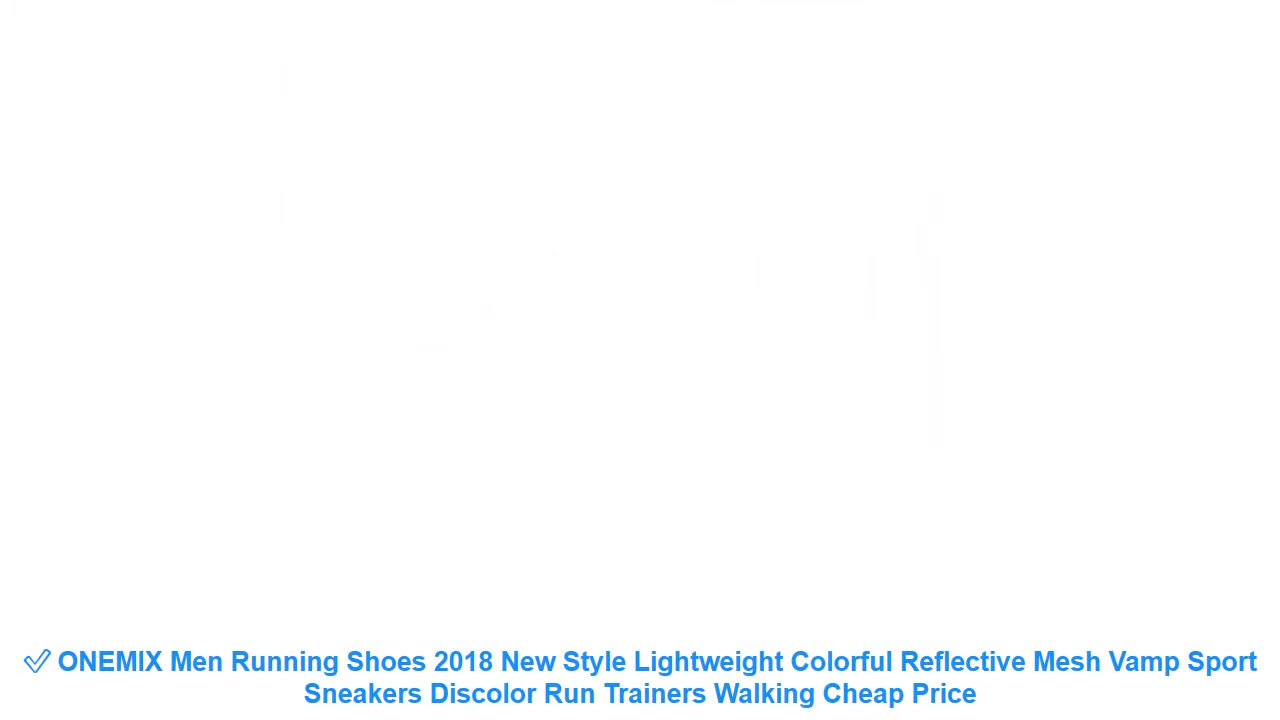 ✅ ONEMIX Men Running Shoes 2018 New Style Lightweight Colorful Reflective Mesh Vamp Sport
Sneakers Discolor Run Trainers Walking Cheap Price